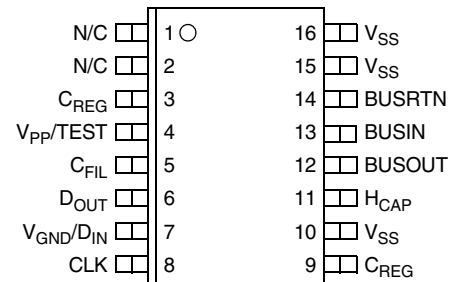 N/C 1 16 VSS
N/C 2 15 VSS
CREG 3 14 BUSRTN
VPP/TEST 4 13 BUSIN
CFIL 5 12 BUSOUT
DOUT 6 11 HCAP
VGND/DIN 7 10 VSS
CLK 8 9 CREG